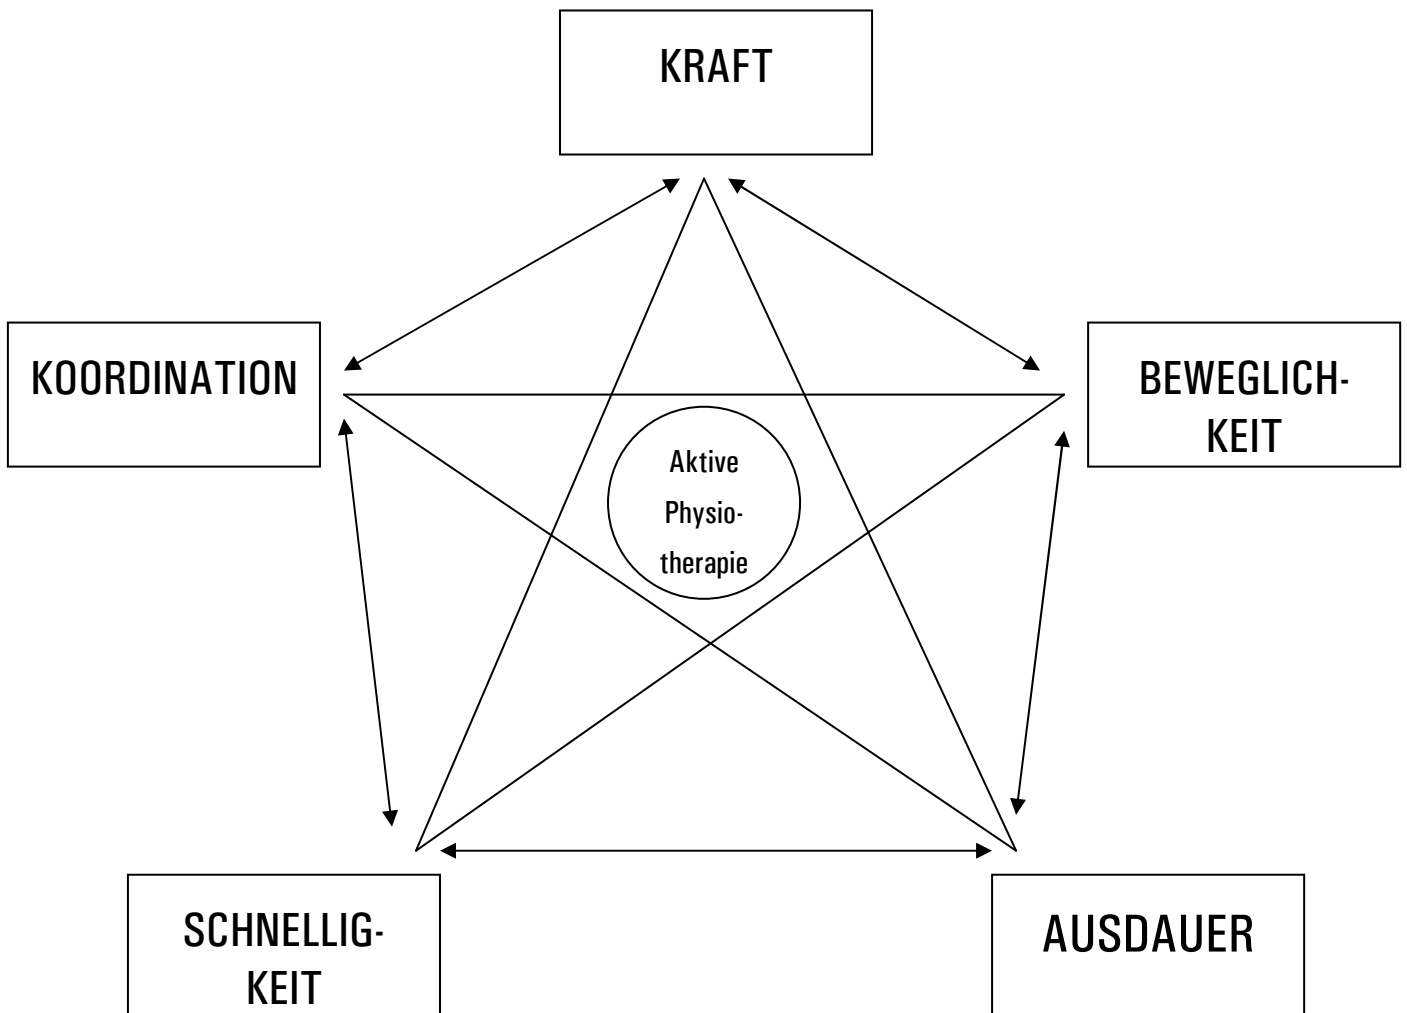 KRAFT
KOORDINATION
BEWEGLICH-
KEIT
Aktive
Physio-
therapie
SCHNELLIG-
KEIT
AUSDAUER